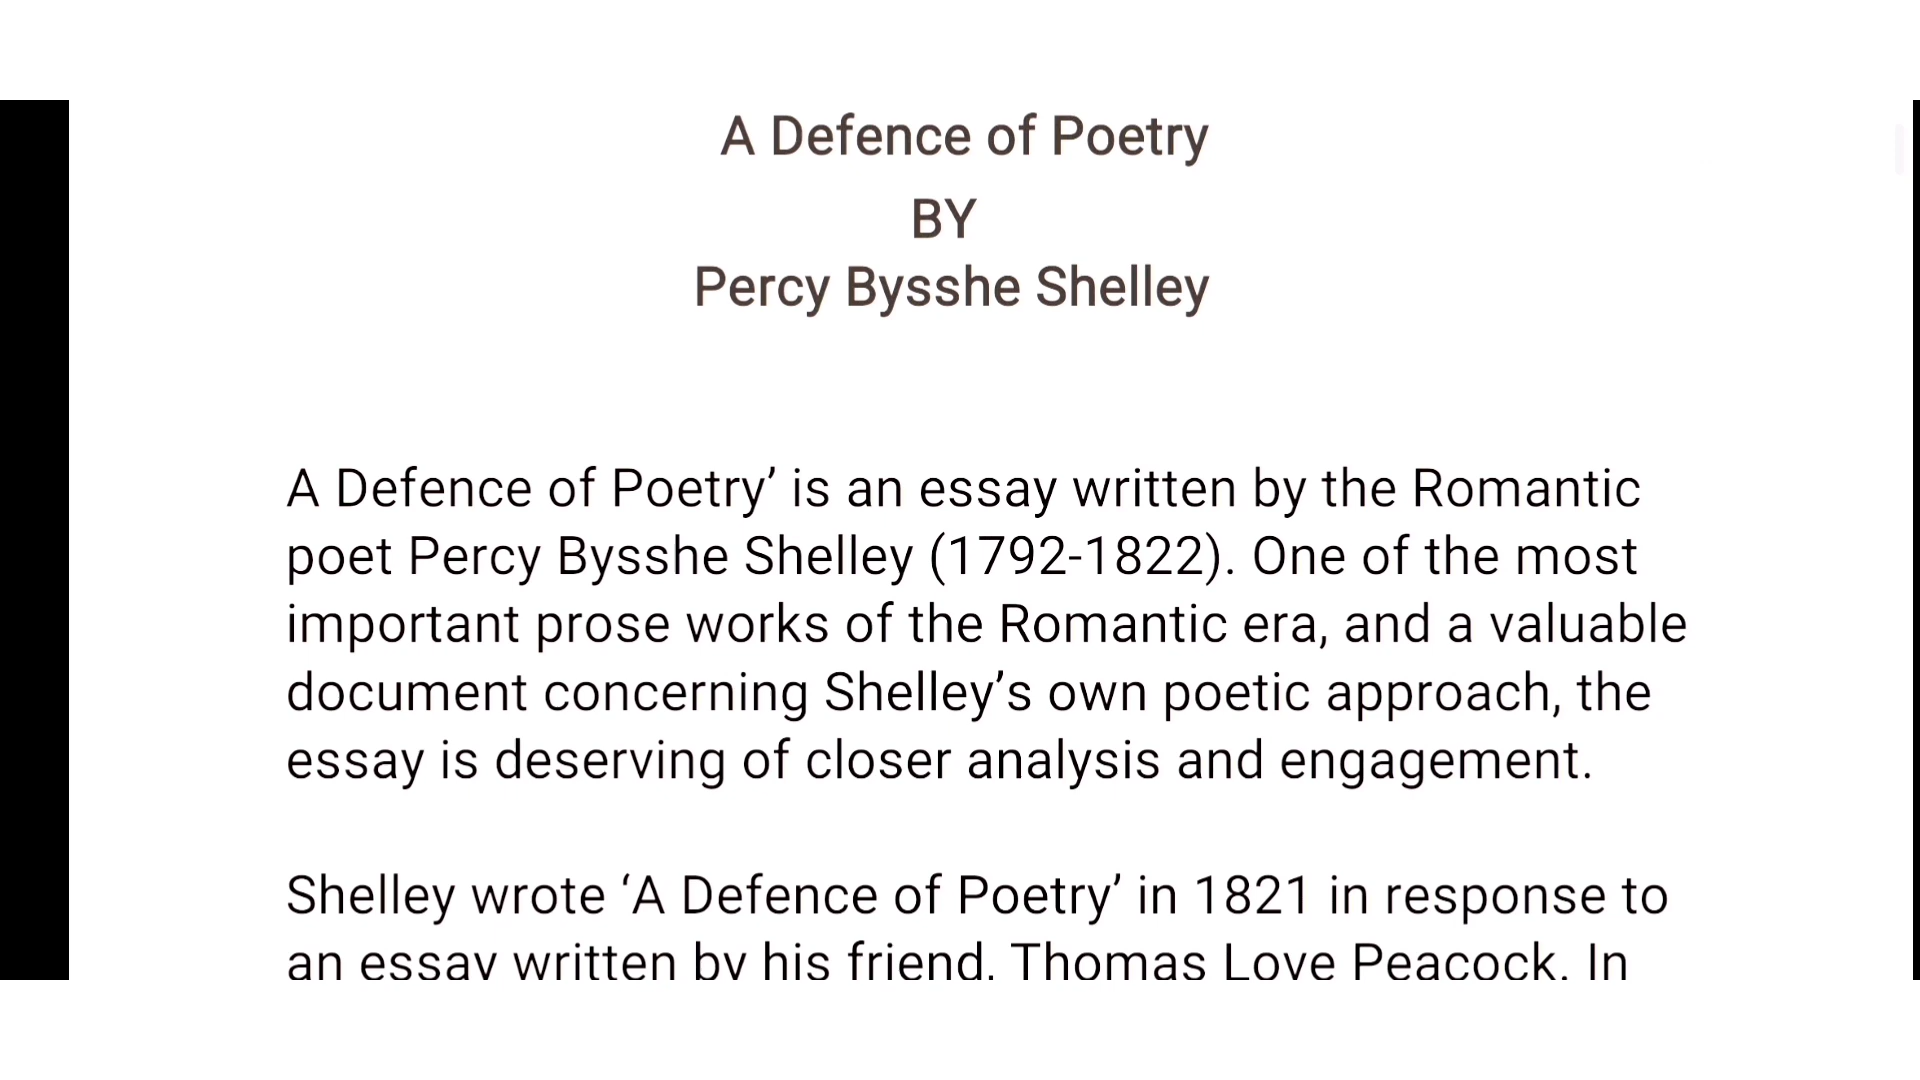 A Defence of Poetry
BY
Percy Bysshe Shelley
A Defence of Poetry’ is an essay written by the Romantic
poet Percy Bysshe Shelley (1792-1822). One of the most
important prose works of the Romantic era, and a valuable
document concerning Shelley’s own poetic approach, the
essay is deserving of closer analysis and engagement.
Shelley wrote ‘A Defence of Poetry’ in 1821 in response to
an essay written by his friend, Thomas Love Peacock. In